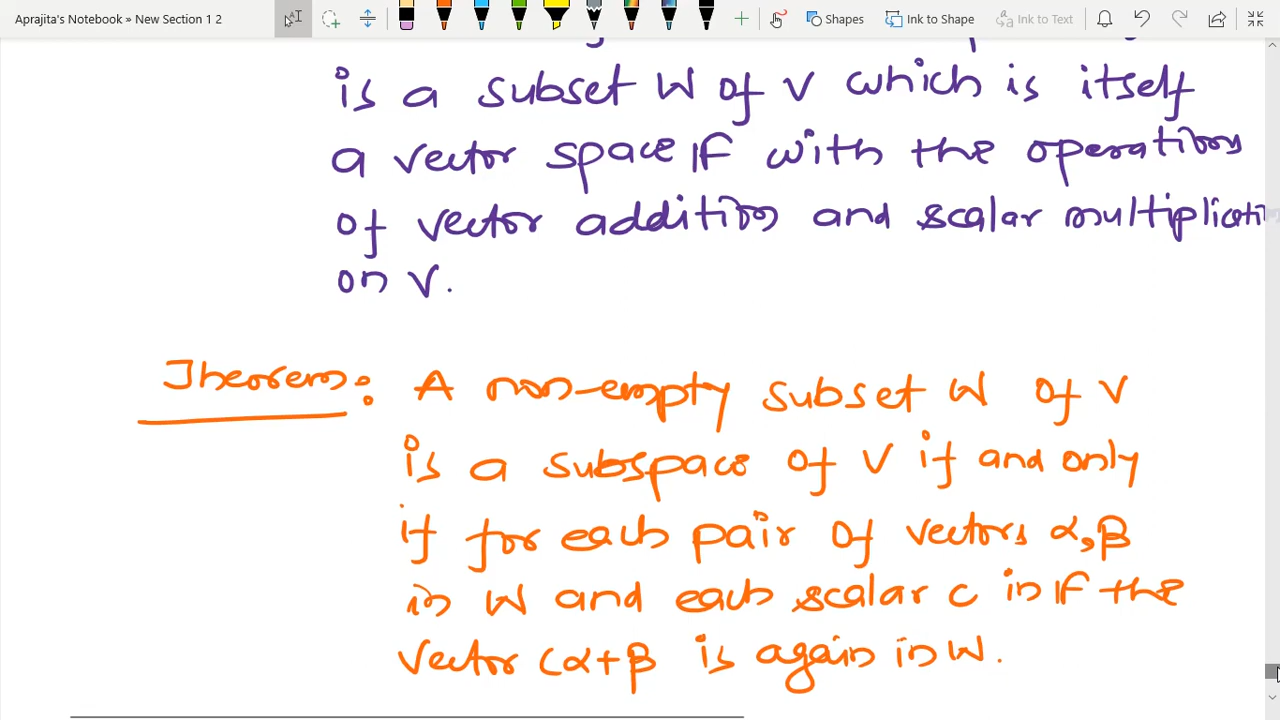 Aprajita's Notebook » New Section 1 2
Shapes
Ink to Shape
Ink to Text
is a subset W of V which is itself
a vector space IF with the operations
of vector addition and scalar multiplicati
on V.
Theorem: A non-empty subset W of V
is a subspace of V if and only
if for each pair of vectors α,β
in W and each scalar c in IF the
vector cα+β is again in W.